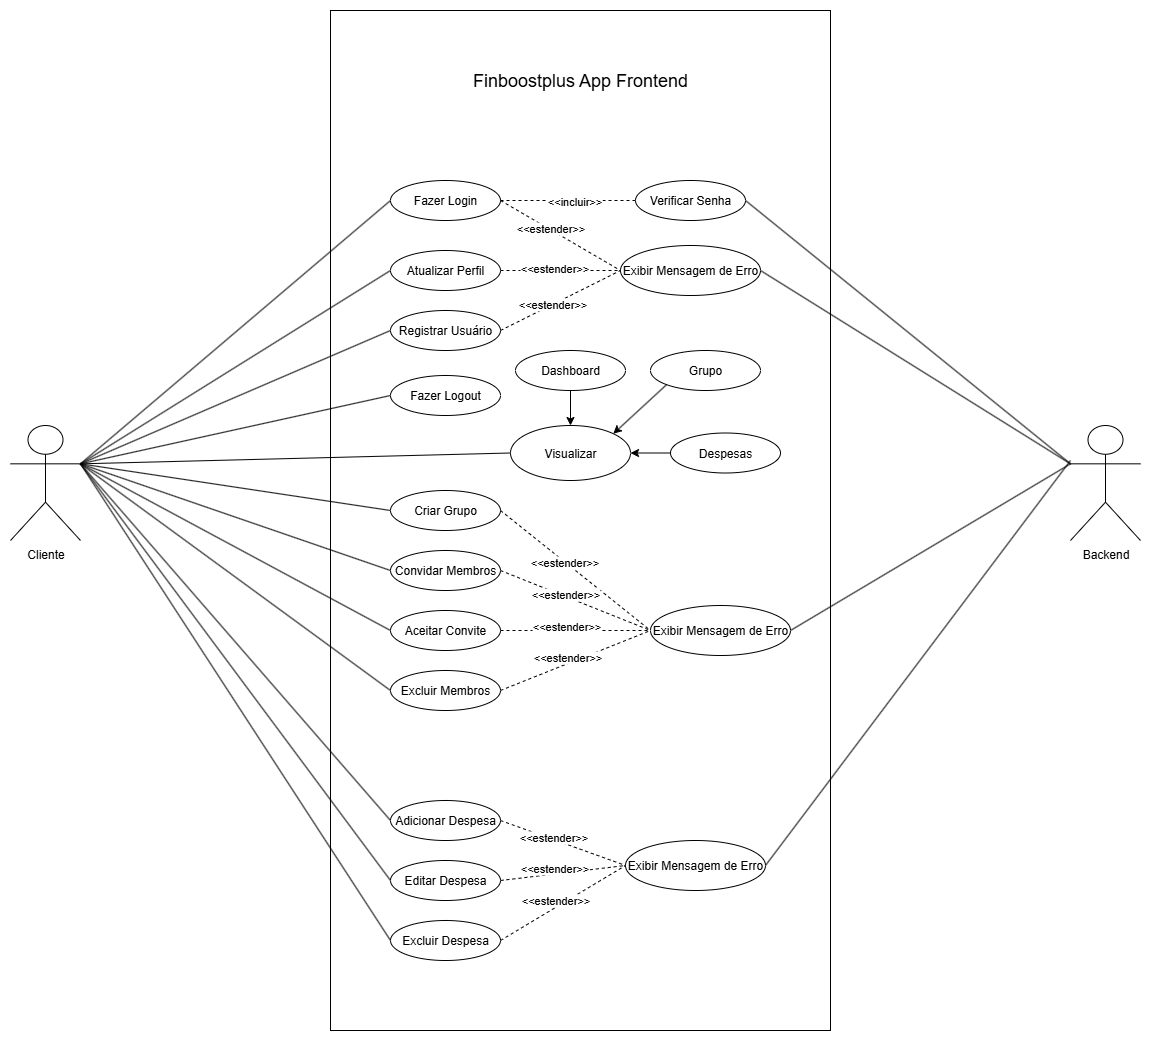 Finboostplus App Frontend
Fazer Login
<<incluir>>
Verificar Senha
<<estender>>
Atualizar Perfil
<<estender>>
Exibir Mensagem de Erro
<<estender>>
Registrar Usuário
Dashboard
Grupo
Fazer Logout
Visualizar
Despesas
Criar Grupo
Cliente
Backend
<<estender>>
Convidar Membros
<<estender>>
Aceitar Convite
<<estender>>
Exibir Mensagem de Erro
<<estender>>
Excluir Membros
Adicionar Despesa
<<estender>>
Exibir Mensagem de Erro
<<estender>>
Editar Despesa
<<estender>>
Excluir Despesa